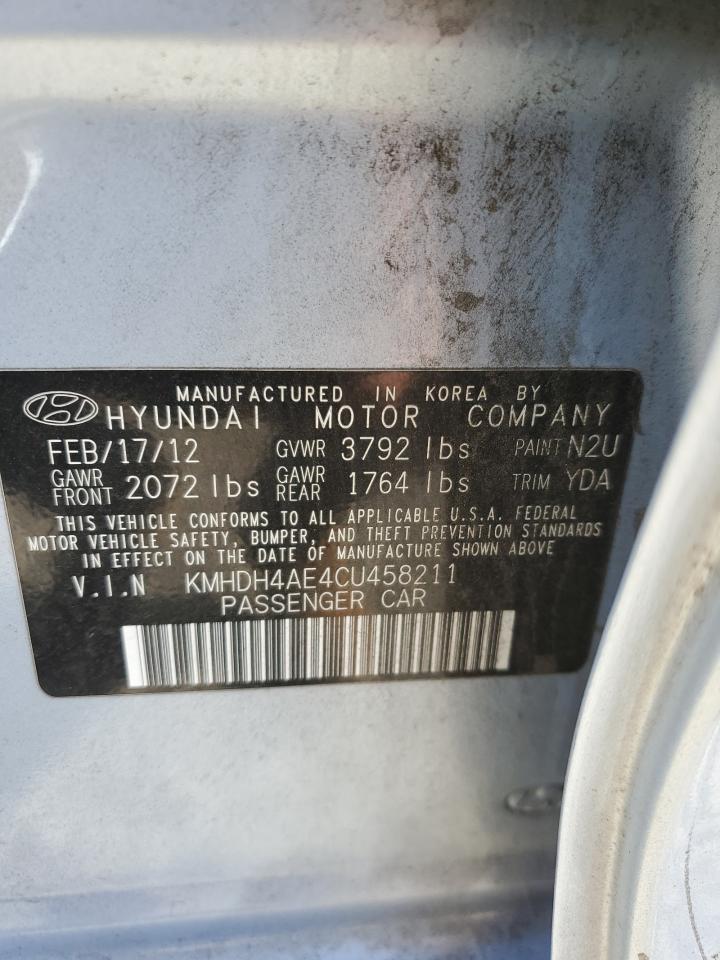 MANUFACTURED IN KOREA BY
HYUNDAI MOTOR COMPANY
FEB/17/12 GVWR 3792 lbs PAINT N2U
GAWR FRONT 2072 lbs GAWR REAR 1764 lbs TRIM YDA
THIS VEHICLE CONFORMS TO ALL APPLICABLE U.S.A. FEDERAL
MOTOR VEHICLE SAFETY, BUMPER, AND THEFT PREVENTION STANDARDS
IN EFFECT ON THE DATE OF MANUFACTURE SHOWN ABOVE
V.I.N KMHDH4AE4CU458211
PASSENGER CAR